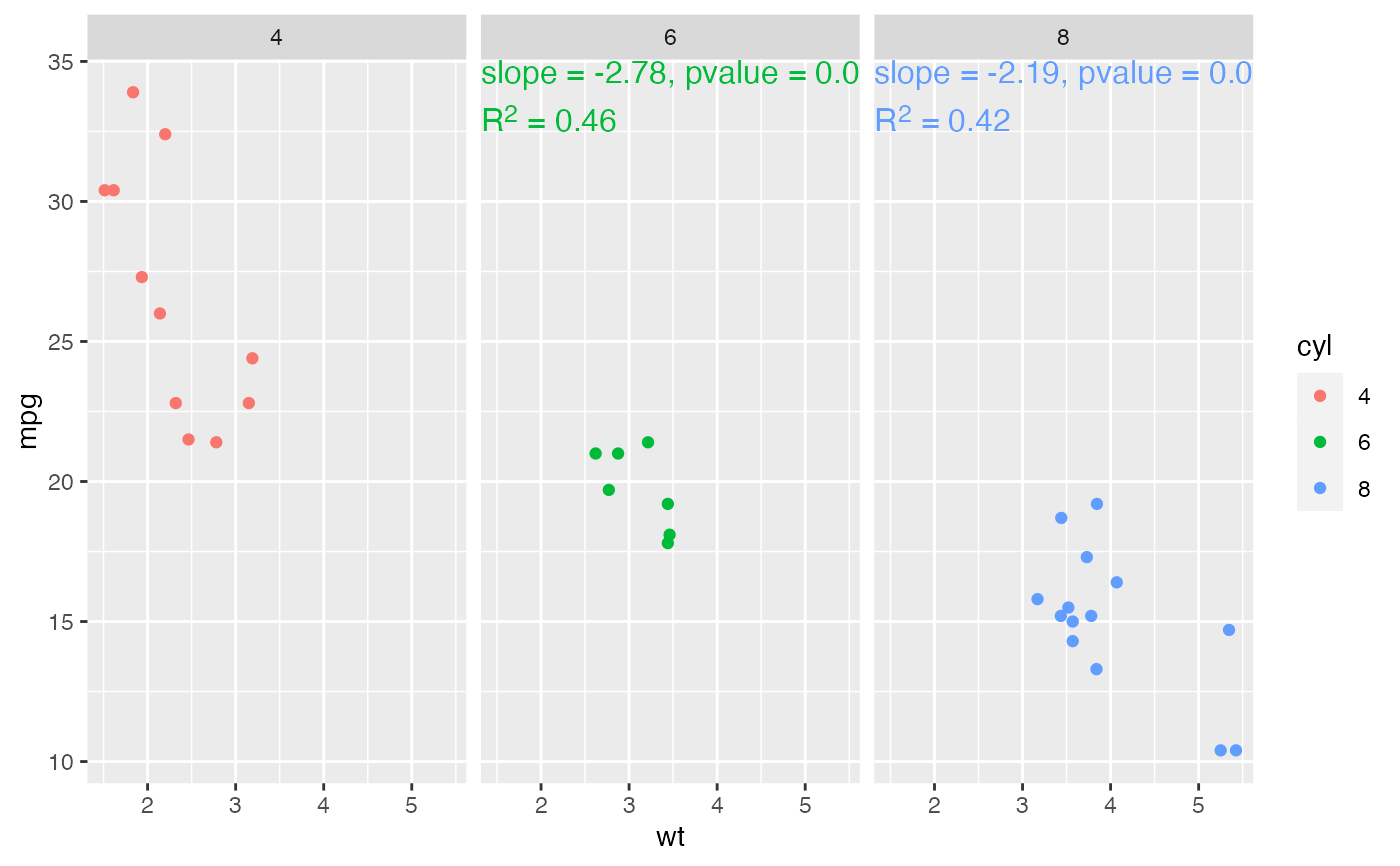 4 6 8
slope = -2.78, pvalue = 0.0 slope = -2.19, pvalue = 0.0
R² = 0.46 R² = 0.42
35
30
25
20
15
10
mpg
2 3 4 5 2 3 4 5 2 3 4 5
wt
cyl
4
6
8